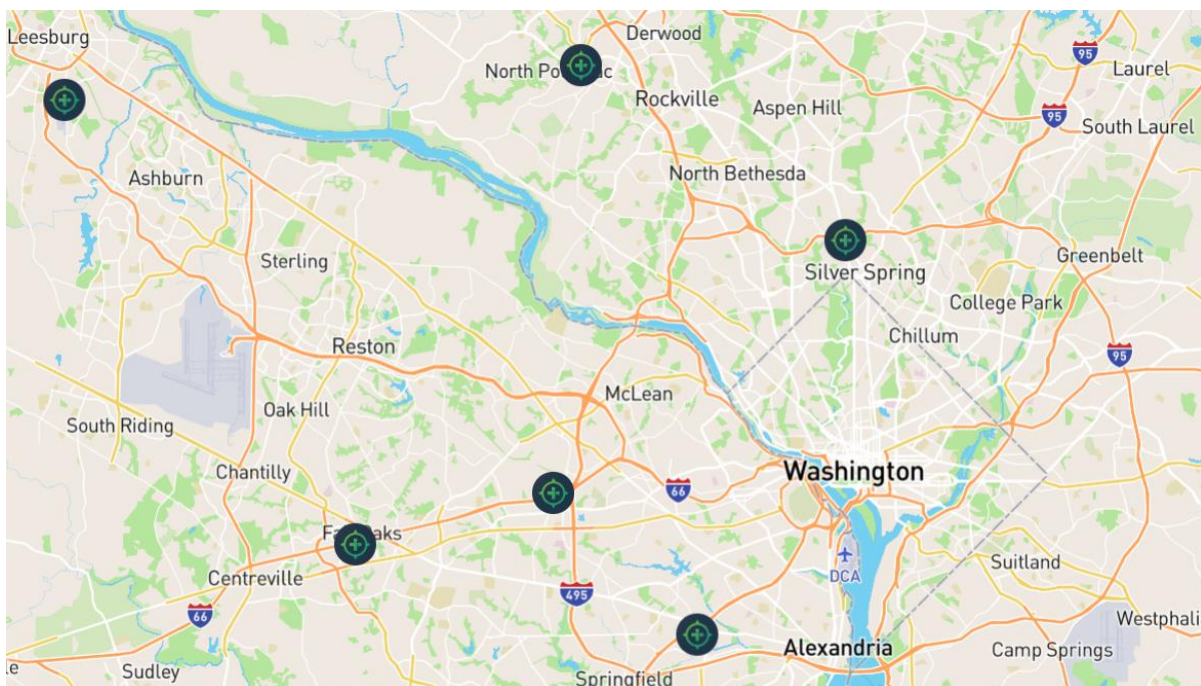 Leesburg
Derwood
95
Laurel
North Po
ac
Rockville
Aspen Hill
95
South Laurel
Ashburn
North Bethesda
Sterling
Silver Spring
Greenbelt
College Park
Reston
Chillum
95
McLean
Oak Hill
South Riding
Chantilly
Washington
66
Fa
aks
Centreville
DCA
Suitland
495
66
Westphali
Alexandria
Camp Springs
le
Sudley
Springfield